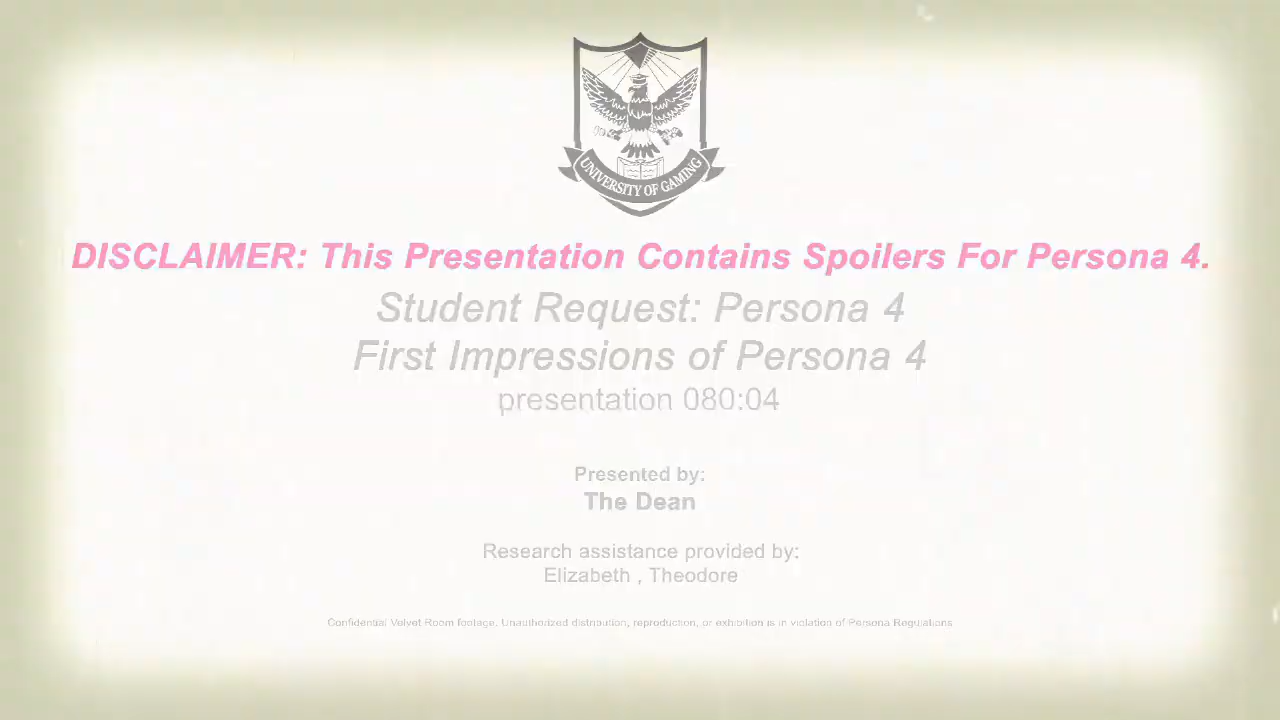 UNIVERSITY OF GAMING
DISCLAIMER: This Presentation Contains Spoilers For Persona 4.
Student Request: Persona 4
First Impressions of Persona 4
presentation 080:04
Presented by:
The Dean
Research assistance provided by:
Elizabeth , Theodore
Confidential Velvet Room footage. Unauthorized distribution, reproduction, or exhibition is in violation of Persona Regulations